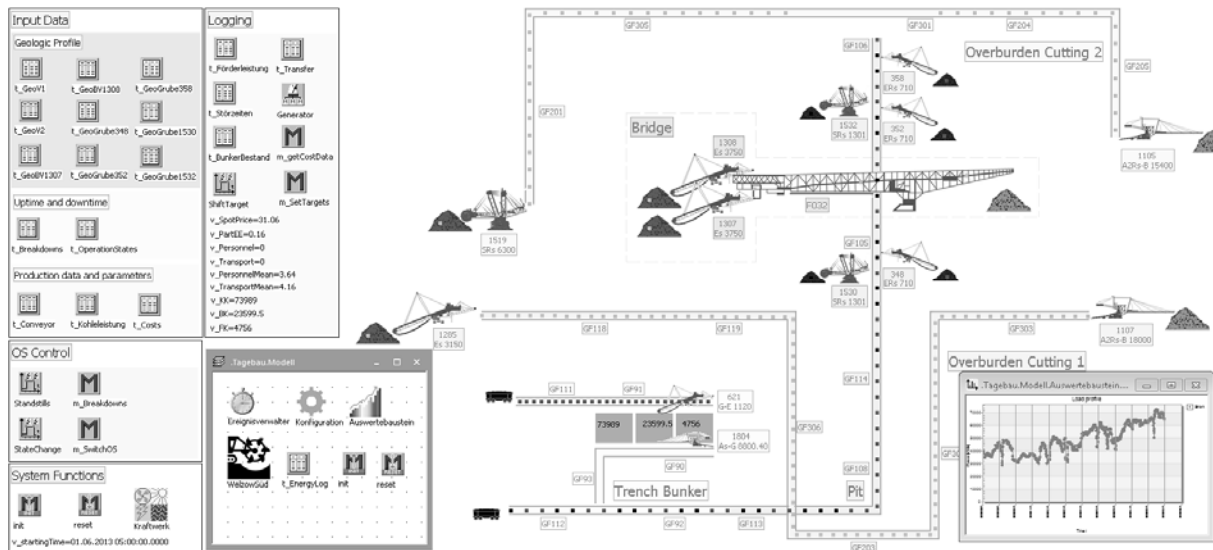 Input Data
Geologic Profile
t_GeoV1
t_GeoBV1308
t_GeoGrube358
t_GeoV2
t_GeoGrube348
t_GeoGrube1530
t_GeoBV1307
t_GeoGrube352
t_GeoGrube1532
Uptime and downtime
t_Breakdowns
t_OperationStates
Production data and parameters
t_Conveyor
t_Kohleleistung
t_Costs
OS Control
Standstills
m_Breakdowns
StateChange
m_SwitchOS
System Functions
init
reset
Kraftwerk
v_startingTime=01.06.2013 05:00:00.0000
Logging
t_Förderleistung
t_Transfer
t_Störzeiten
Generator
t_BunkerBestand
m_getCostData
ShiftTarget
m_SetTargets
v_SpotPrice=31.06
v_PartEE=0.16
v_Personnel=0
v_Transport=0
v_PersonnelMean=3.64
v_TransportMean=4.16
v_KK=73989
v_BK=23599.5
v_FK=4756
.Tagebau.Modell
Ereignisverwalter
Konfiguration
Auswertebaustein
WelzowSüd
t_EnergyLog
init
reset
GF305
GF301
GF204
GF106
Overburden Cutting 2
GF205
358
ERs 710
GF201
1532
SRs 1301
352
ERs 710
Bridge
1308
Es 3750
1105
A2Rs-B 15400
F032
1307
Es 3750
1519
SRs 6300
GF105
1530
SRs 1301
348
ERs 710
1285
Es 3150
GF118
GF119
GF303
1107
A2Rs-B 18000
Overburden Cutting 1
GF111
GF91
621
G-E 1120
GF114
73989
23599.5
4756
1804
As-G 8800.40
GF306
GF90
GF93
GF108
Trench Bunker
Pit
GF112
GF92
GF113
GF203
.Tagebau.Modell.Auswertebaustein....
Load profile